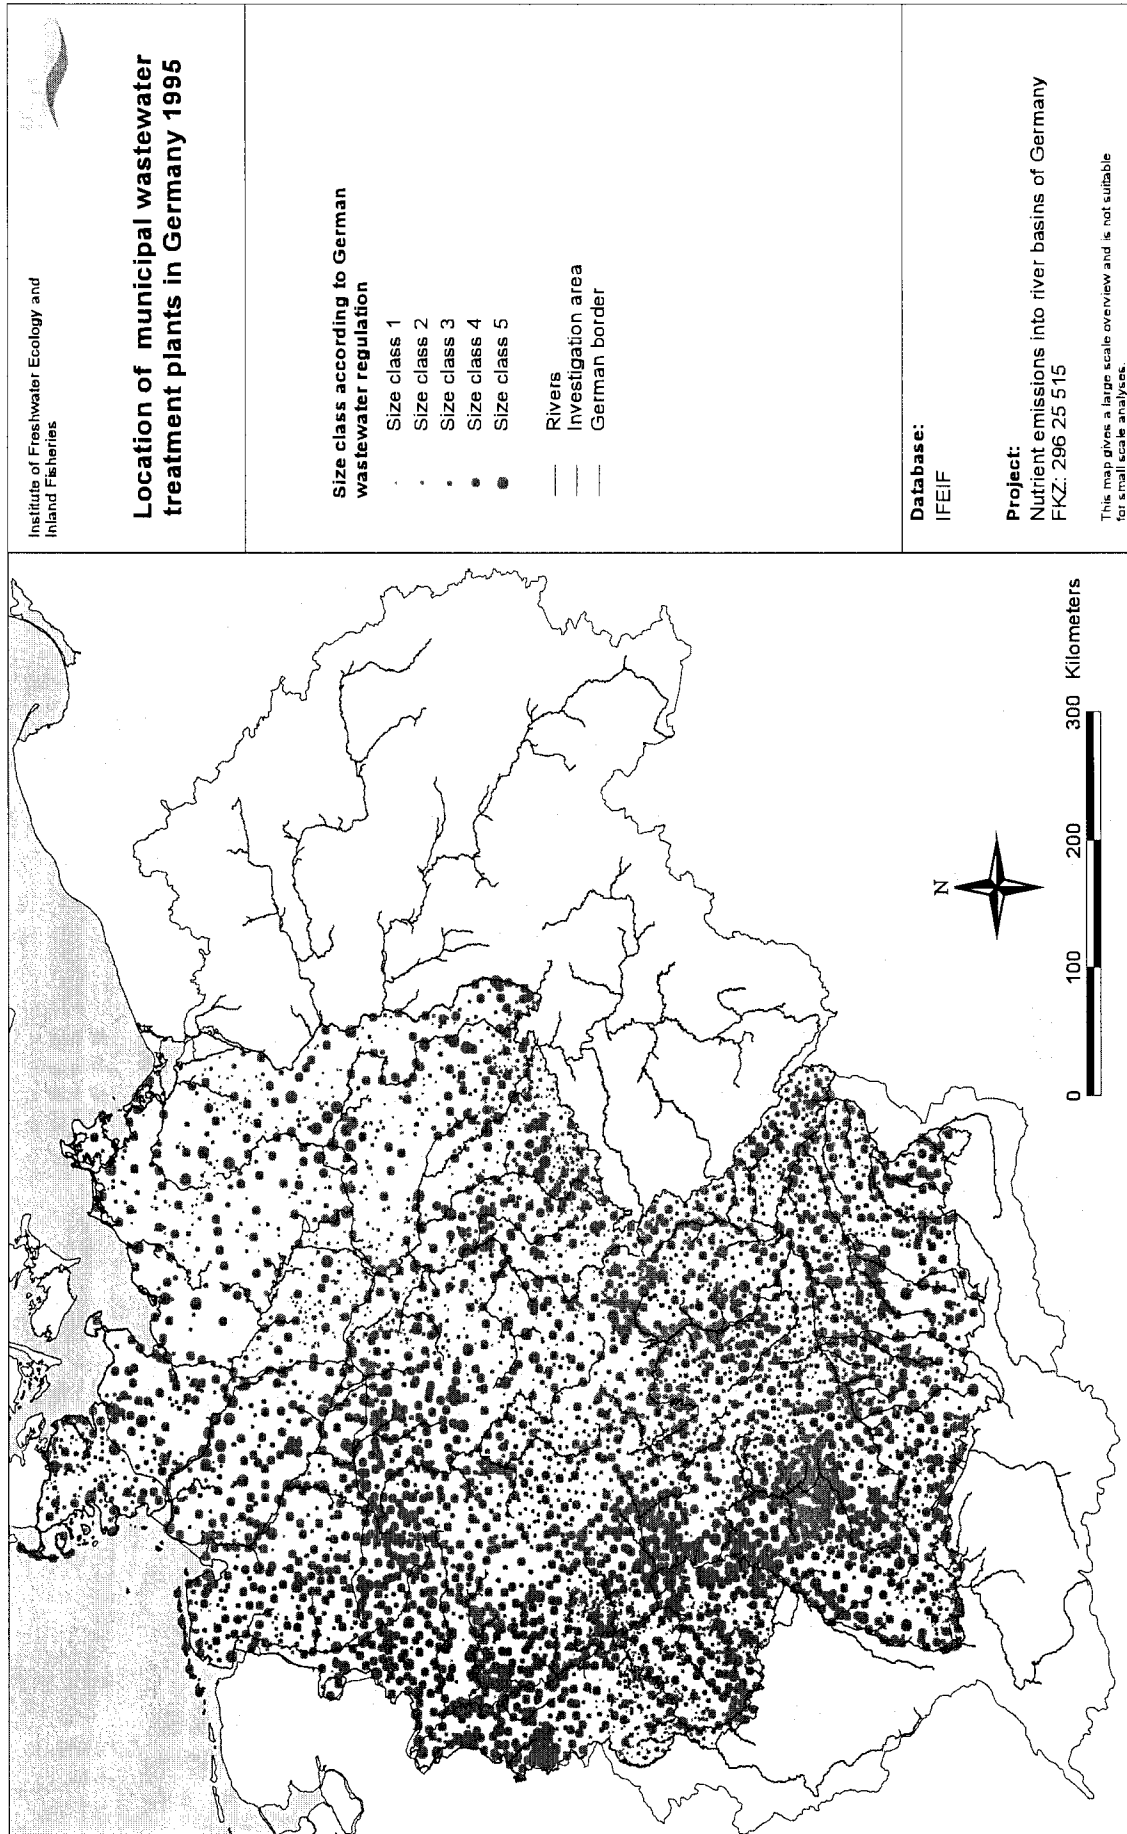 Institute of Freshwater Ecology and
Inland Fisheries
Location of municipal wastewater
treatment plants in Germany 1995
Size class according to German
wastewater regulation
Size class 1
Size class 2
Size class 3
Size class 4
Size class 5
Rivers
Investigation area
German border
Database:
IFEIF
Project:
Nutrient emissions into river basins of Germany
FKZ: 296 25 515
This map gives a large scale overview and is not suitable
for small scale analyses.
N
0 100 200 300 Kilometers